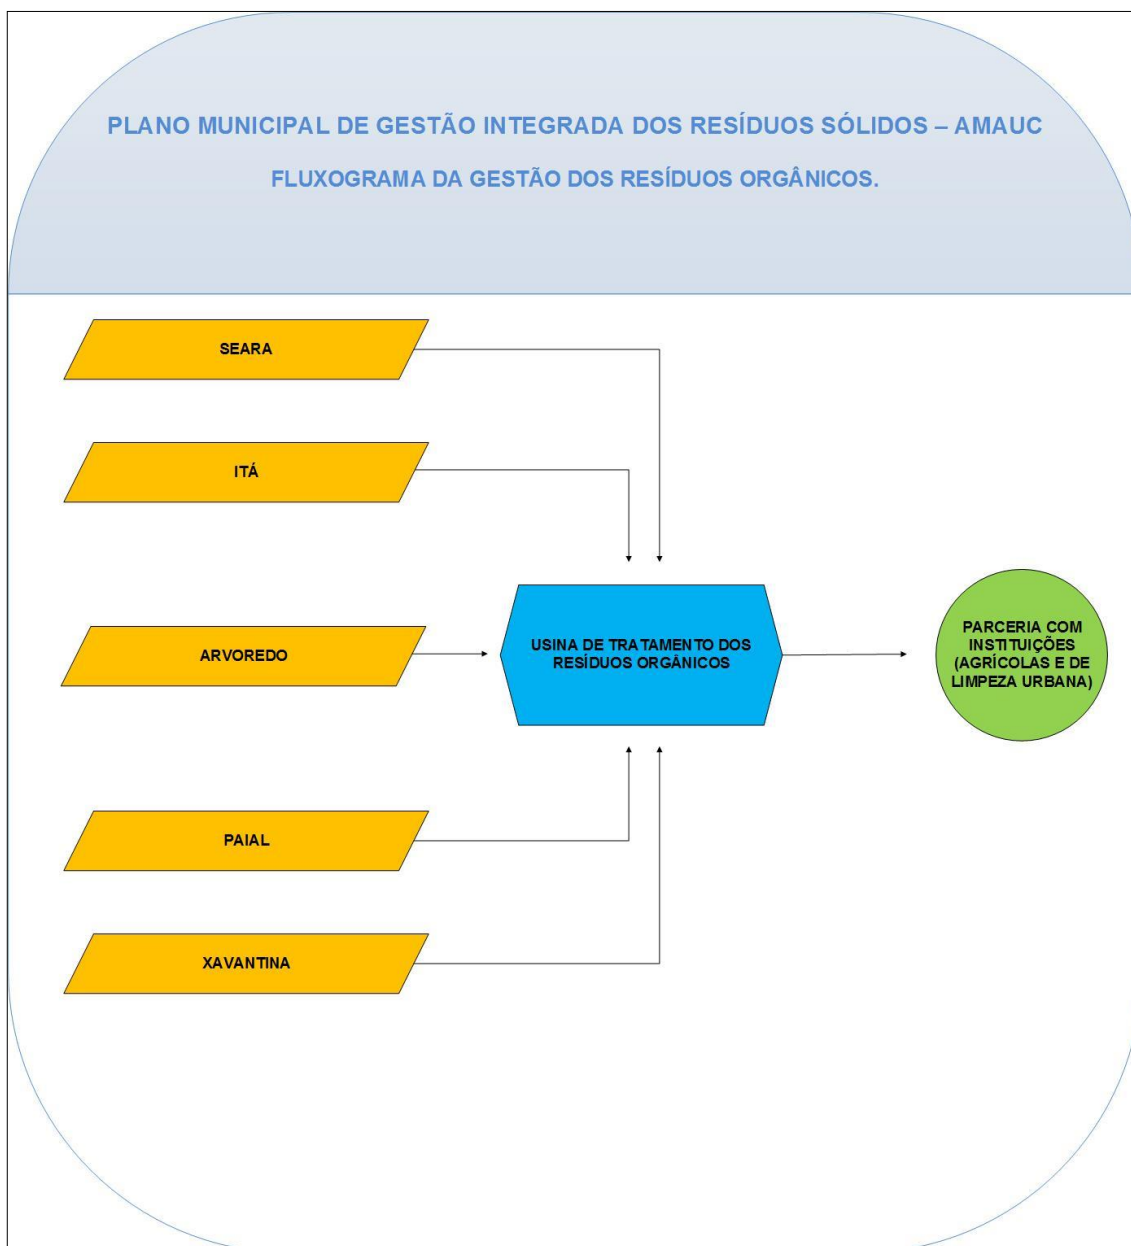 PLANO MUNICIPAL DE GESTÃO INTEGRADA DOS RESÍDUOS SÓLIDOS – AMAUC
FLUXOGRAMA DA GESTÃO DOS RESÍDUOS ORGÂNICOS.
SEARA
ITÁ
ARVOREDO
USINA DE TRATAMENTO DOS
RESÍDUOS ORGÂNICOS
PARCERIA COM
INSTITUIÇÕES
(AGRÍCOLAS E DE
LIMPEZA URBANA)
PAIAL
XAVANTINA